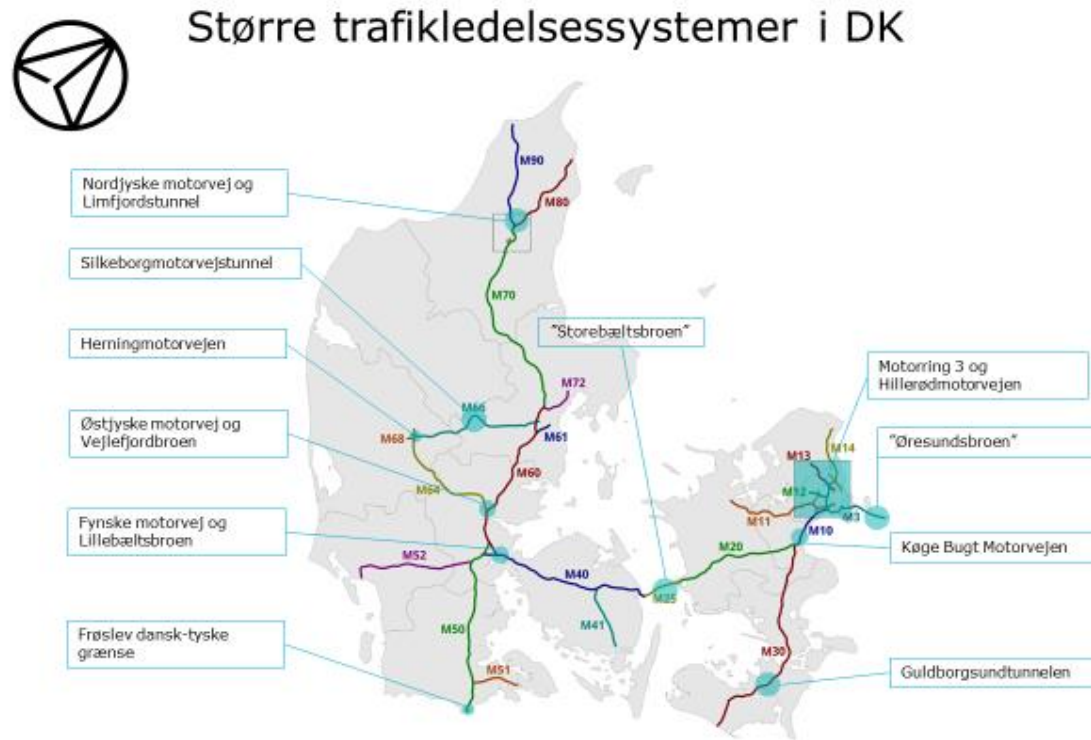 Større trafikledelsessystemer i DK
Nordjyske motorvej og
Limfjordstunnel
Silkeborgmotorvejstunnel
Herningmotorvejen
Østjyske motorvej og
Vejlefjordbroen
Fynske motorvej og
Lillebæltsbroen
Frøslev dansk-tyske
grænse
"Storebæltsbroen"
Motorring 3 og
Hillerødmotorvejen
"Øresundsbroen"
Køge Bugt Motorvejen
Guldborgsundtunnelen
M90
M80
M70
M72
M66
M68
M61
M60
M64
M52
M40
M41
M50
M51
M25
M20
M11
M12
M13
M14
M3
M10
M30